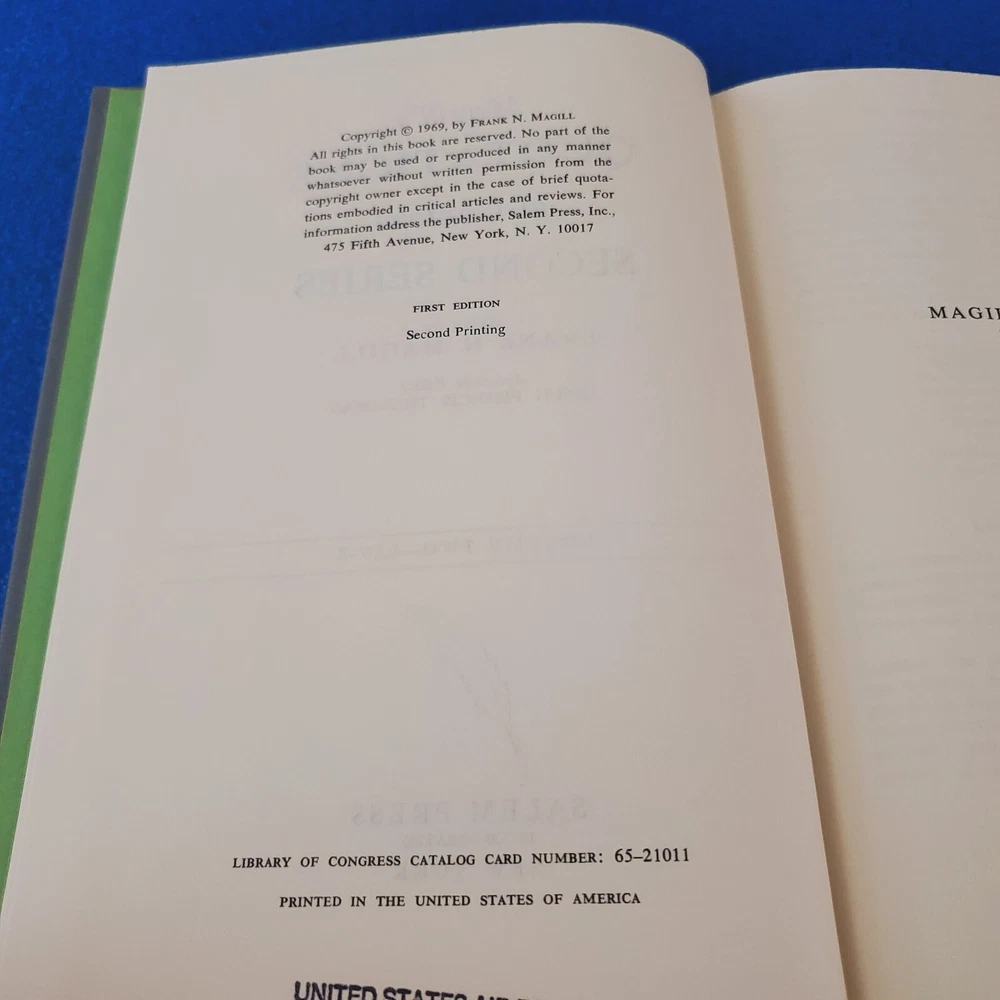 Copyright © 1969, by FRANK N. MAGILL
All rights in this book are reserved. No part of the
book may be used or reproduced in any manner
whatsoever without written permission from the
copyright owner except in the case of brief quota-
tions embodied in critical articles and reviews. For
information address the publisher, Salem Press, Inc.,
475 Fifth Avenue, New York, N. Y. 10017
FIRST EDITION
Second Printing
LIBRARY OF CONGRESS CATALOG CARD NUMBER: 65–21011
PRINTED IN THE UNITED STATES OF AMERICA
UNITED STATES AIR
MAGI